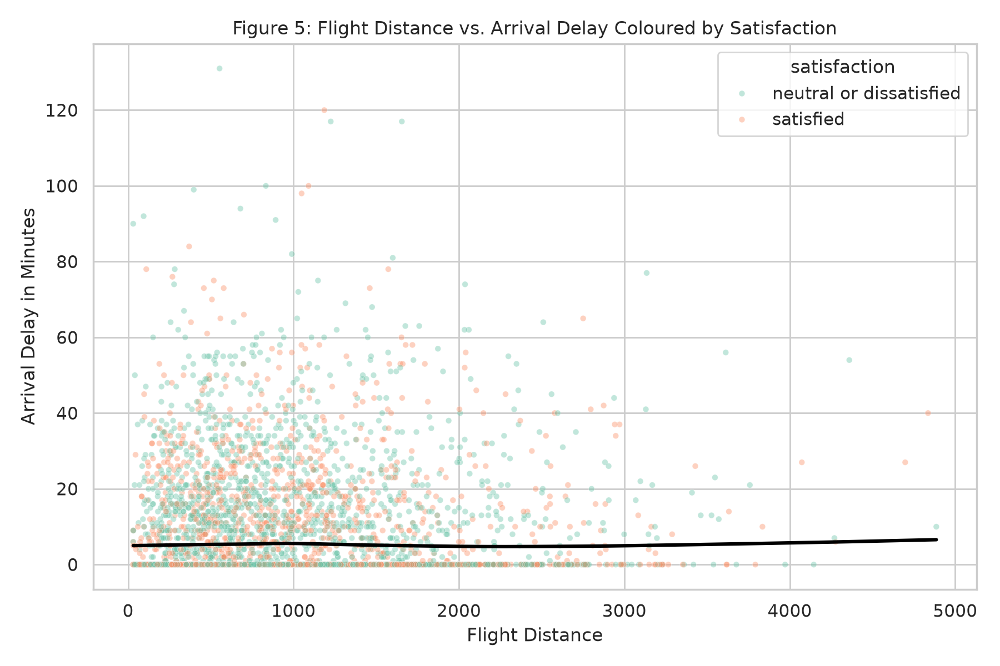 Figure 5: Flight Distance vs. Arrival Delay Coloured by Satisfaction
satisfaction
neutral or dissatisfied
satisfied
Arrival Delay in Minutes
120
100
80
60
40
20
0
0 1000 2000 3000 4000 5000
Flight Distance